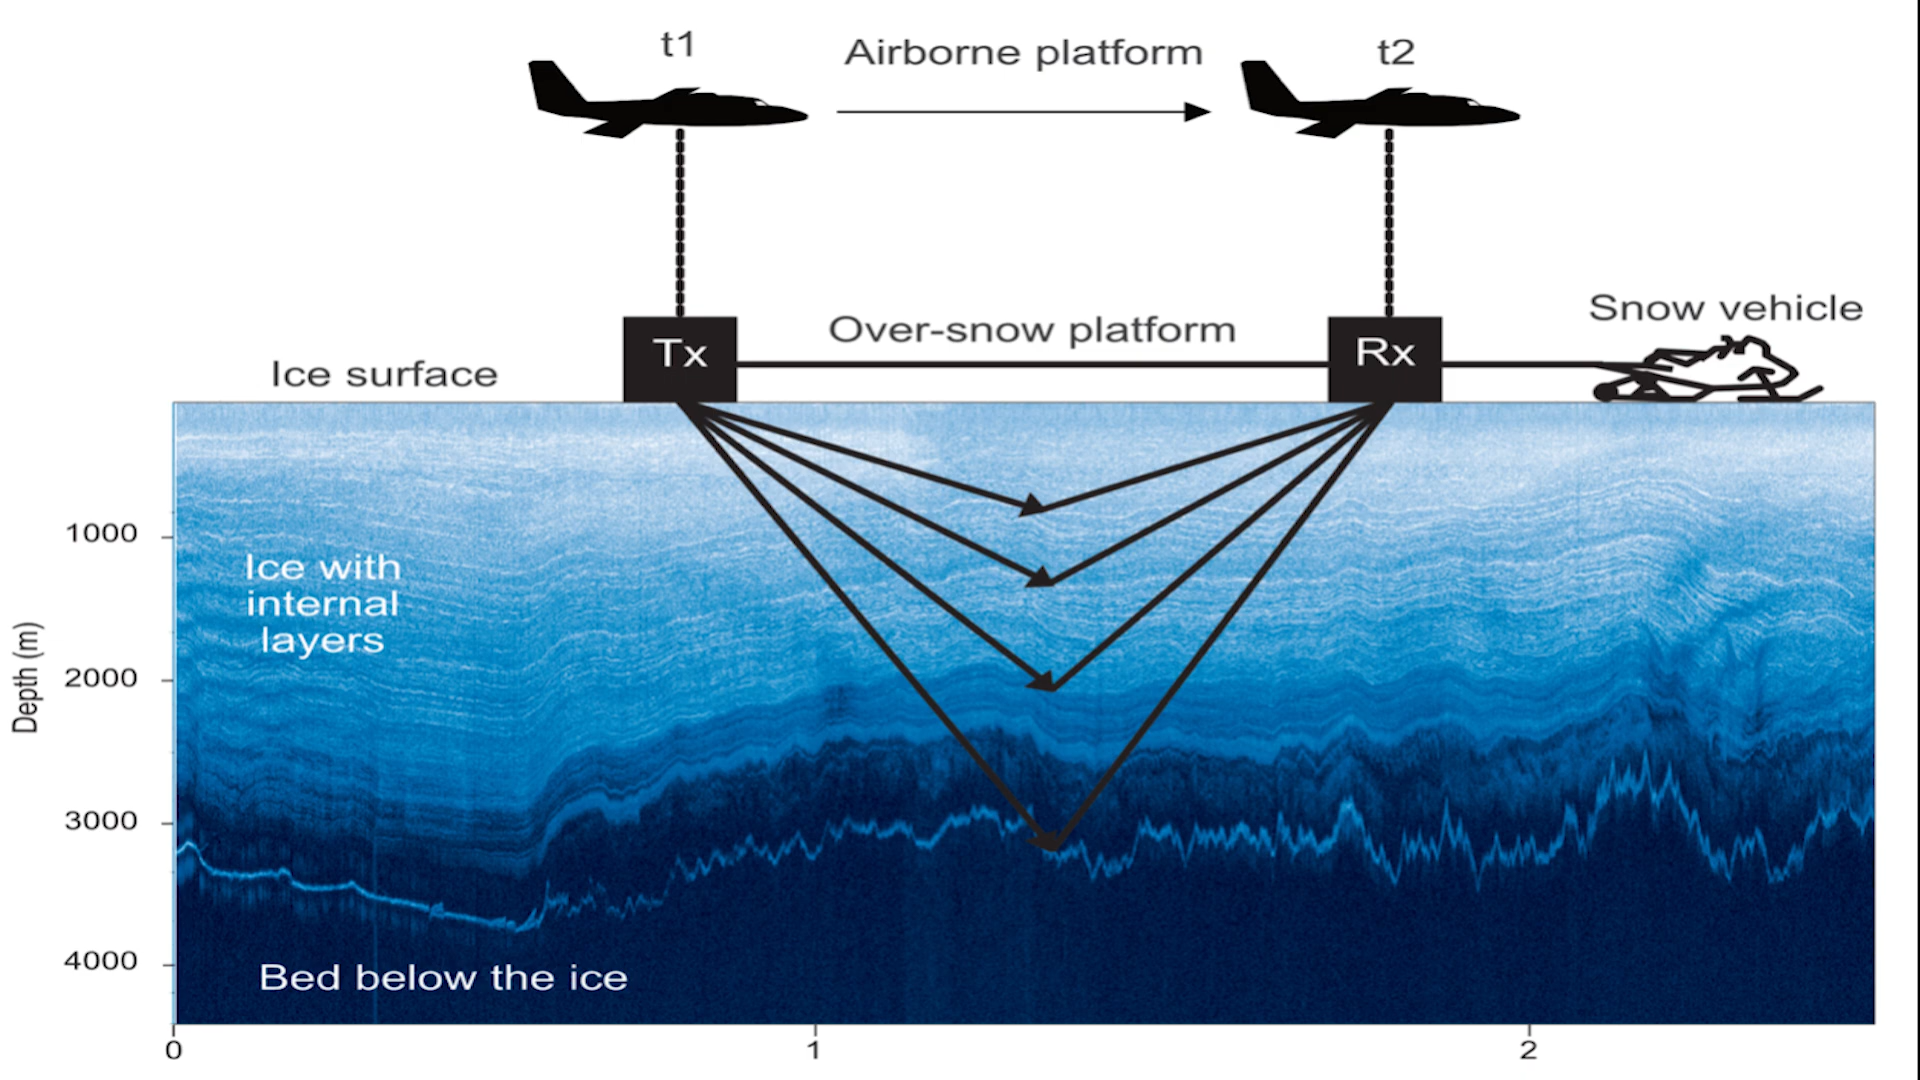 t1
Airborne platform
t2
Snow vehicle
Over-snow platform
Tx
Rx
Ice surface
1000
Ice with
internal
layers
Depth (m)
2000
3000
4000
Bed below the ice
0
1
2